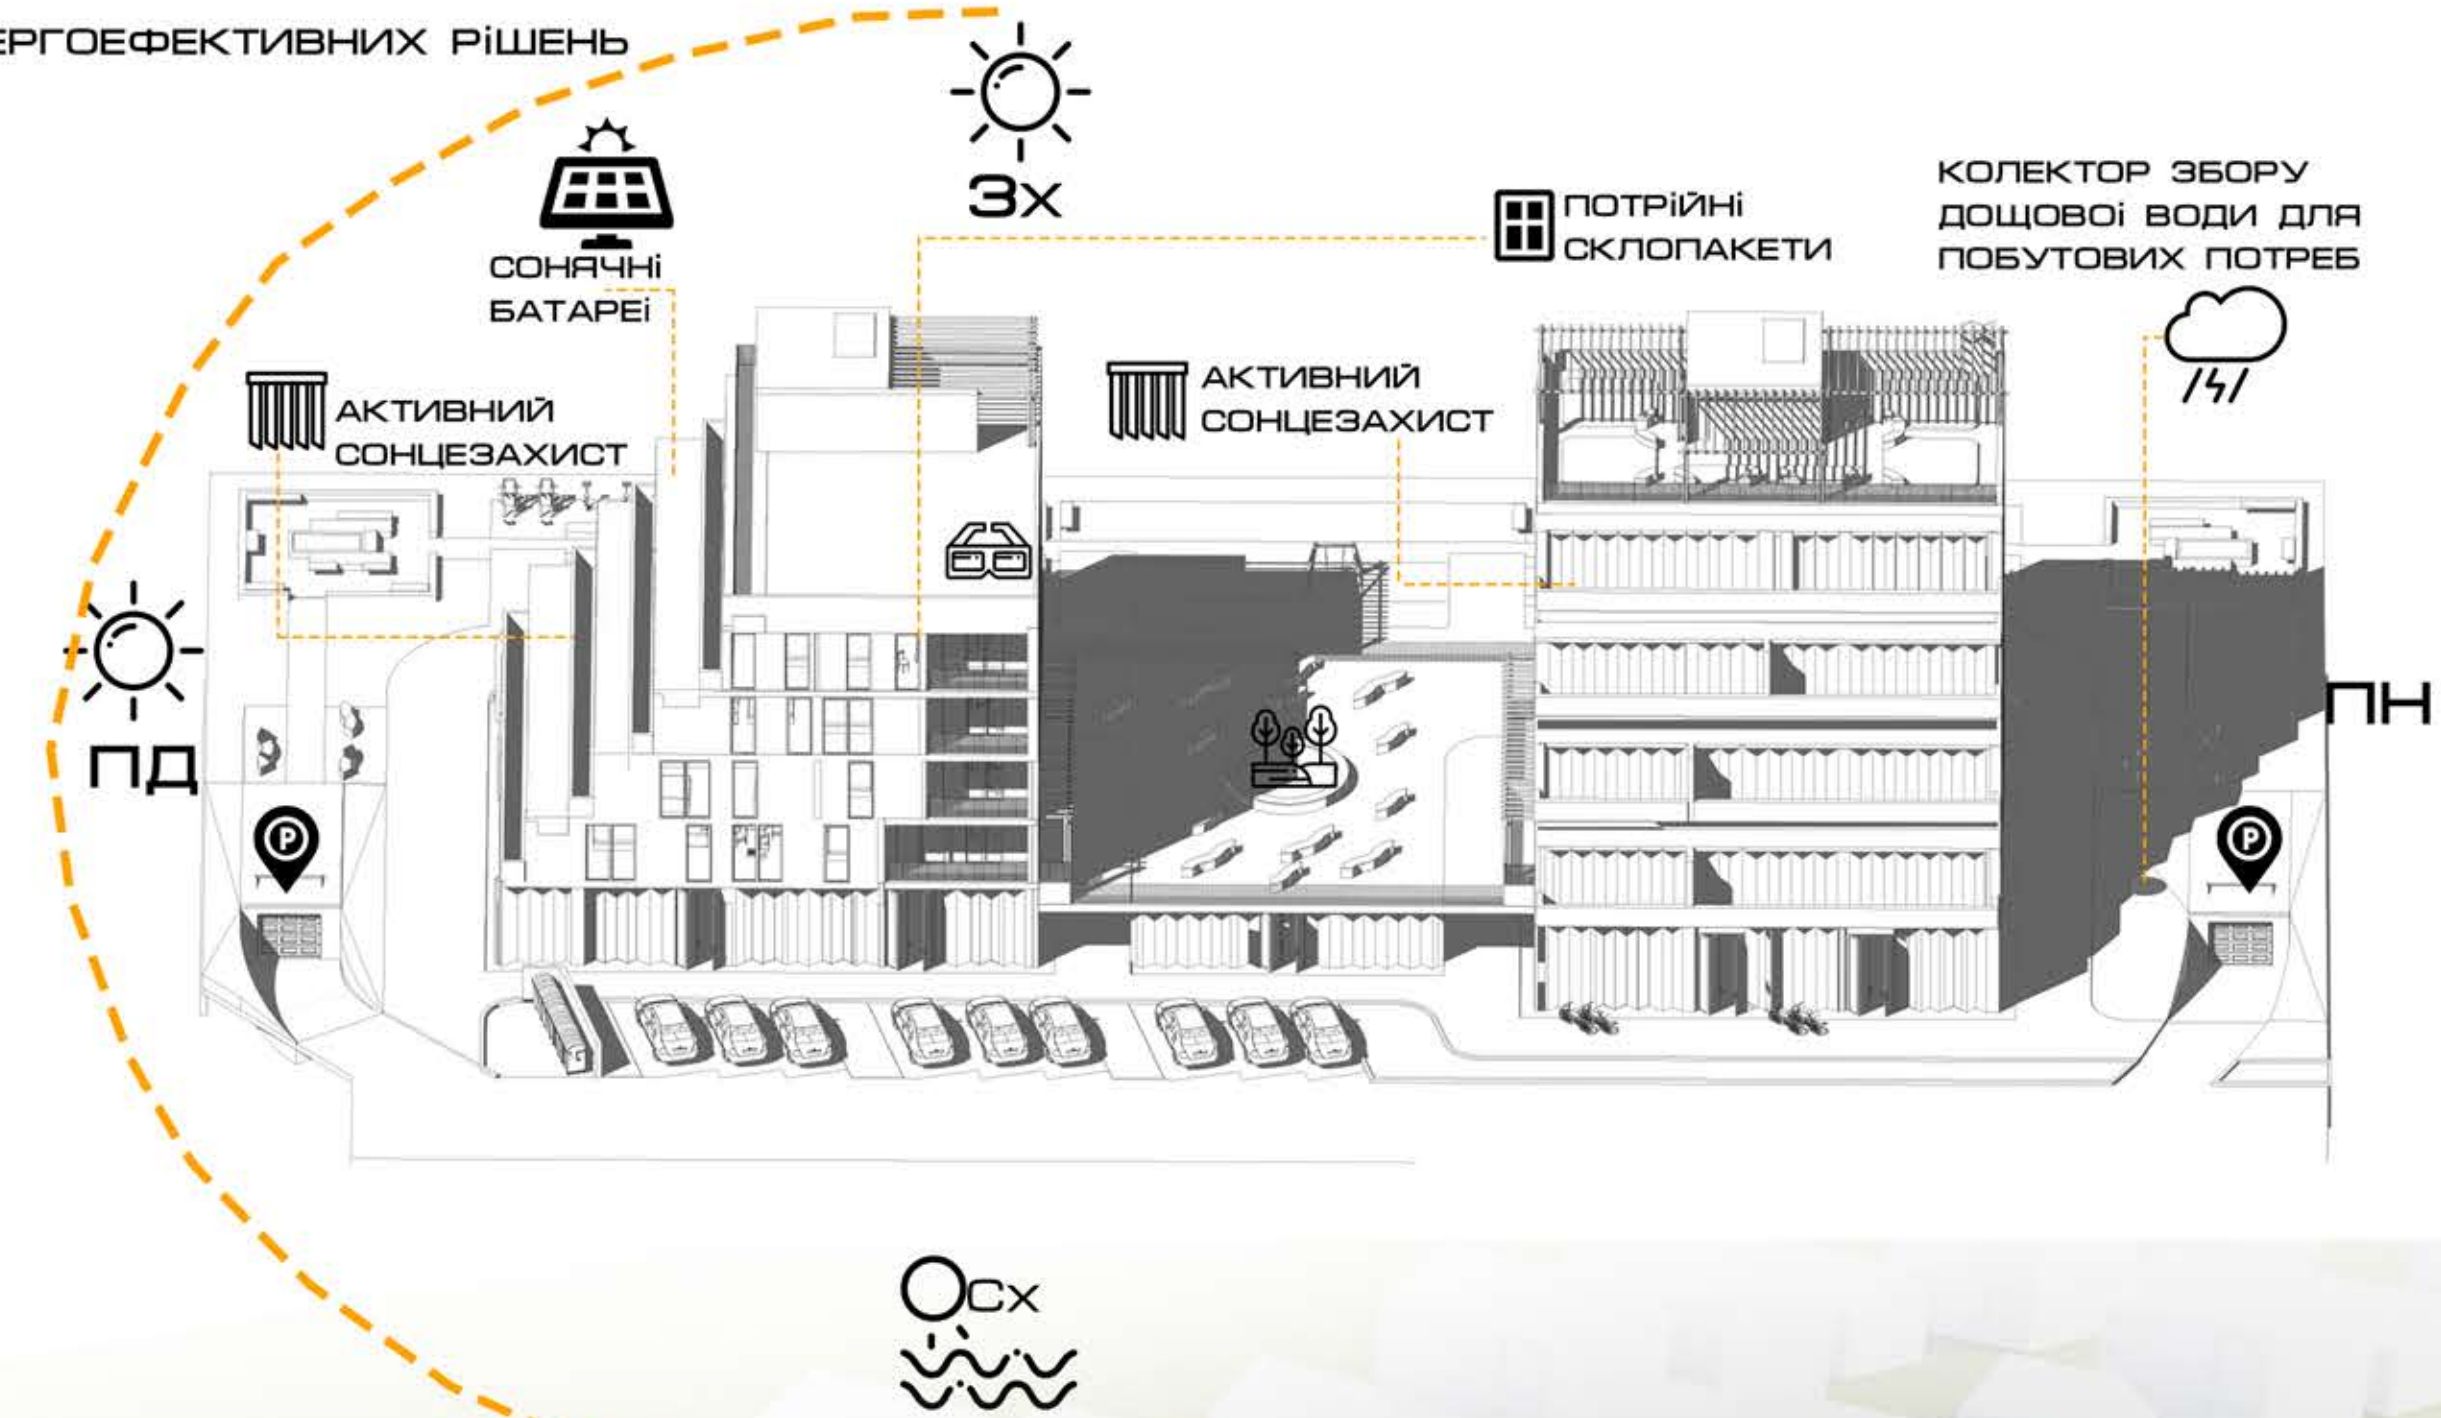 ЕРГОЕФЕКТИВНИХ РІШЕНЬ
Зх
СОНЯЧНІ
БАТАРЕЇ
ПОТРІЙНІ
СКЛОПАКЕТИ
КОЛЕКТОР ЗБОРУ
ДОЩОВОЇ ВОДИ ДЛЯ
ПОБУТОВИХ ПОТРЕБ
АКТИВНИЙ
СОНЦЕЗАХИСТ
АКТИВНИЙ
СОНЦЕЗАХИСТ
ПД
ПН
P
P
Сх